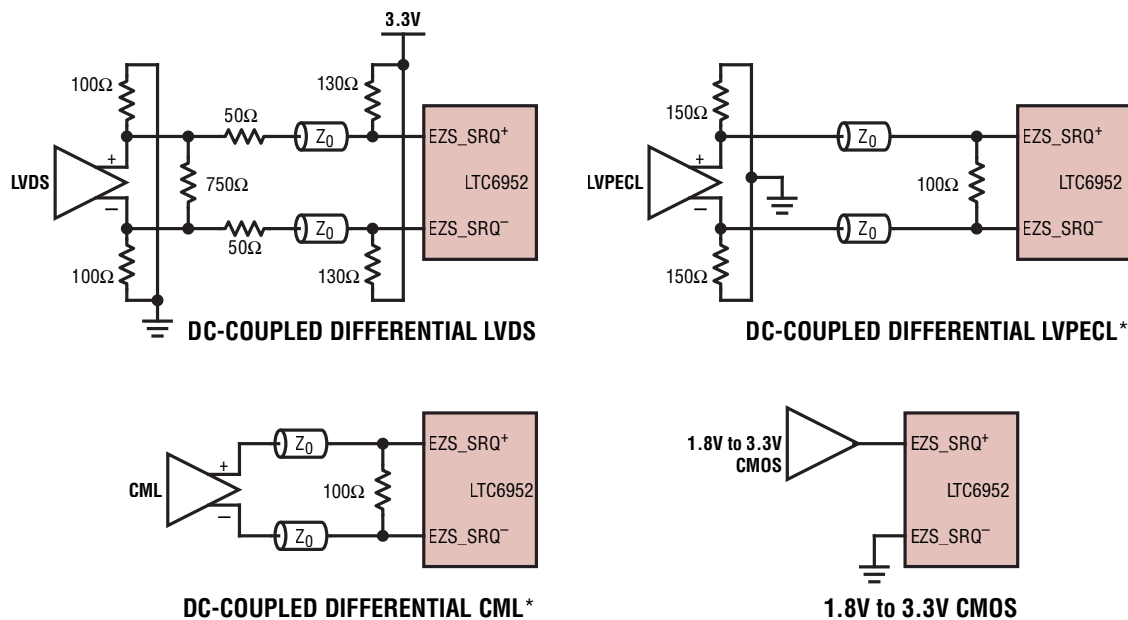 3.3V
100Ω
130Ω
50Ω
Z0
EZS_SRQ+
+
LVDS
750Ω
LTC6952
–
Z0
EZS_SRQ–
50Ω
100Ω
130Ω
DC-COUPLED DIFFERENTIAL LVDS
150Ω
Z0
EZS_SRQ+
+
LVPECL
100Ω
LTC6952
–
Z0
EZS_SRQ–
150Ω
DC-COUPLED DIFFERENTIAL LVPECL*
Z0
EZS_SRQ+
+
CML
100Ω
LTC6952
–
Z0
EZS_SRQ–
DC-COUPLED DIFFERENTIAL CML*
1.8V to 3.3V
CMOS
EZS_SRQ+
LTC6952
EZS_SRQ–
1.8V to 3.3V CMOS